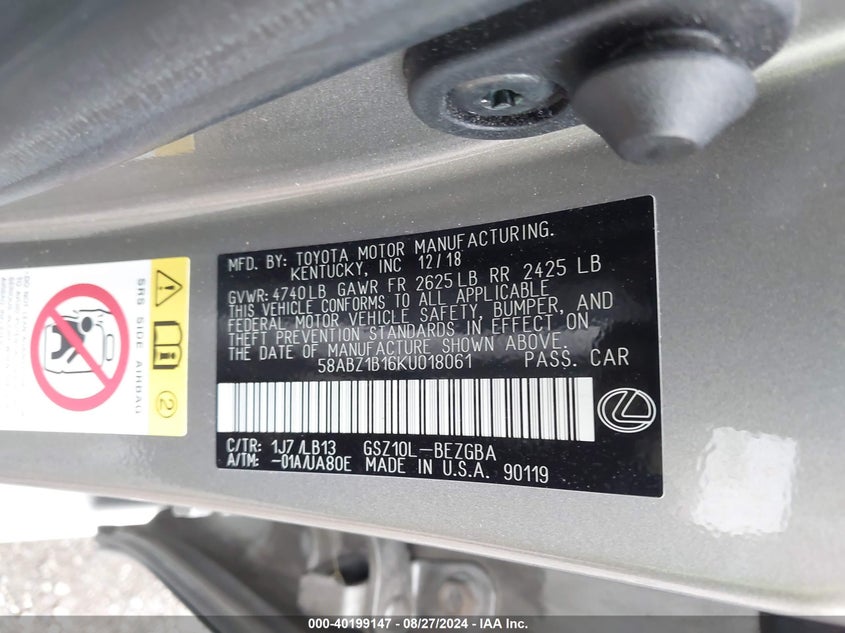 MFD. BY: TOYOTA MOTOR MANUFACTURING.
KENTUCKY, INC 12/18
GVWR: 4740LB GAWR FR 2625LB RR 2425 LB
THIS VEHICLE CONFORMS TO ALL APPLICABLE
FEDERAL MOTOR VEHICLE SAFETY, BUMPER, AND
THEFT PREVENTION STANDARDS IN EFFECT ON
THE DATE OF MANUFACTURE SHOWN ABOVE.
58ABZ1B16KU018061 PASS. CAR
C/TR: 1J7/LB13 GSZ10L-BEZGBA
A/TM: -01A/UA80E MADE IN U.S.A. 90119
SRS SIDE AIRBAG
2
000-40199147 - 08/27/2024 - IAA Inc.